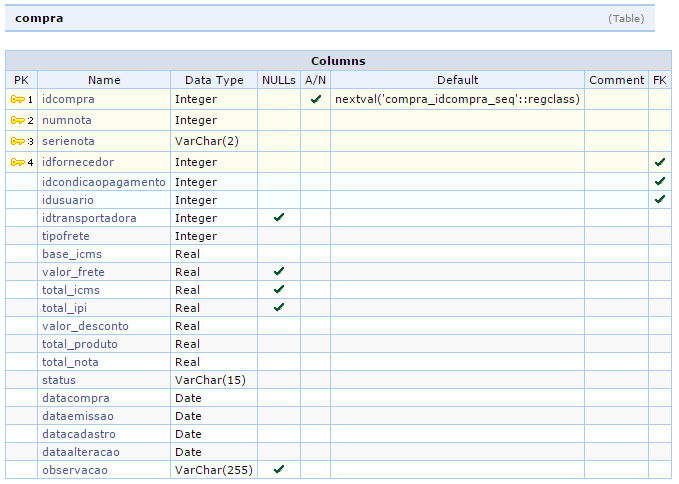 compra (Table)
Columns
PK Name Data Type NULLs A/N Default Comment FK
1 idcompra Integer nextval('compra_idcompra_seq'::regclass)
2 numnota Integer
3 serienota VarChar(2)
4 idfornecedor Integer
idcondicaopagamento Integer
idusuario Integer
idtransportadora Integer
tipofrete Integer
base_icms Real
valor_frete Real
total_icms Real
total_ipi Real
valor_desconto Real
total_produto Real
total_nota Real
status VarChar(15)
datacompra Date
dataemissao Date
datacadastro Date
dataalteracao Date
observacao VarChar(255)